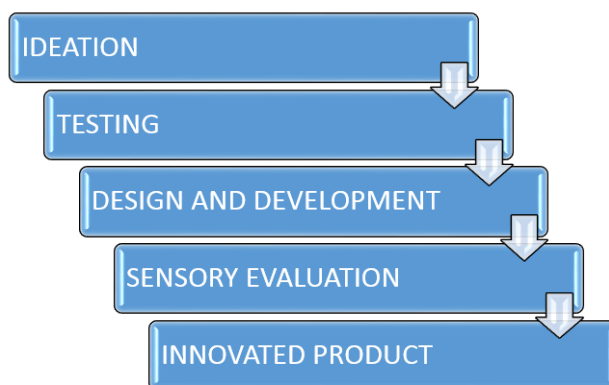 IDEATION
TESTING
DESIGN AND DEVELOPMENT
SENSORY EVALUATION
INNOVATED PRODUCT